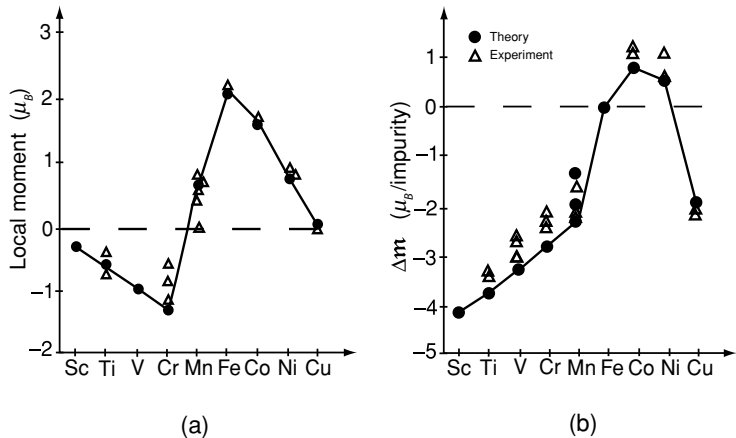 Local moment (μB)
3
2
1
0
−1
−2
Sc Ti V Cr Mn Fe Co Ni Cu
(a)
Δm (μB/impurity)
1
0
−1
−2
−3
−4
−5
Theory
Experiment
Sc Ti V Cr Mn Fe Co Ni Cu
(b)